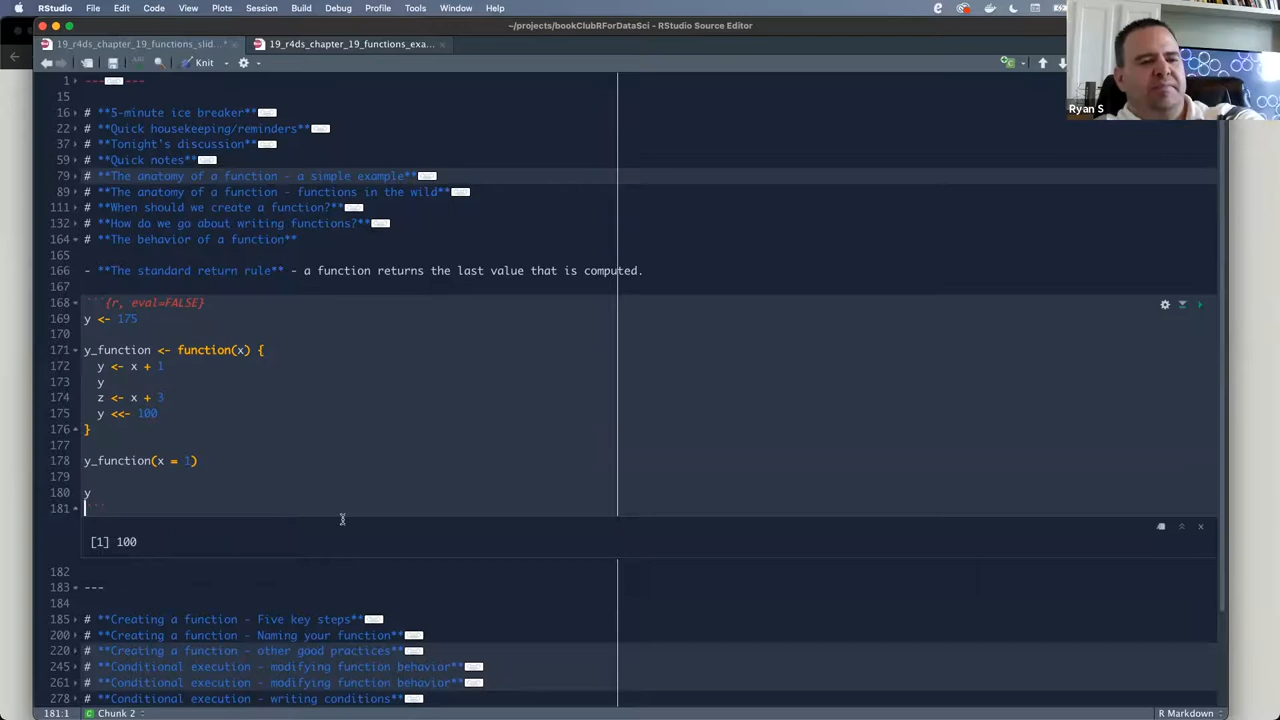 RStudio File Edit Code View Plots Session Build Debug Profile Tools Window Help
~/projects/bookClubRForDataSci - RStudio Source Editor
19_r4ds_chapter_19_functions_slid...* 19_r4ds_chapter_19_functions_exa...
Knit
Ryan S
1 --- ---
15
16 # **5-minute ice breaker**
22 # **Quick housekeeping/reminders**
37 # **Tonight's discussion**
59 # **Quick notes**
79 # **The anatomy of a function - a simple example**
89 # **The anatomy of a function - functions in the wild**
111 # **When should we create a function?**
132 # **How do we go about writing functions?**
164 # **The behavior of a function**
165
166 - **The standard return rule** - a function returns the last value that is computed.
167
168 ```{r, eval=FALSE}
169 y <- 175
170
171 y_function <- function(x) {
172 y <- x + 1
173 y
174 z <- x + 3
175 y <<- 100
176 }
177
178 y_function(x = 1)
179
180 y
181 ```
[1] 100
182
183 ---
184
185 # **Creating a function - Five key steps**
200 # **Creating a function - Naming your function**
220 # **Creating a function - other good practices**
245 # **Conditional execution - modifying function behavior**
261 # **Conditional execution - modifying function behavior**
278 # **Conditional execution - writing conditions**
181:1 Chunk 2 R Markdown